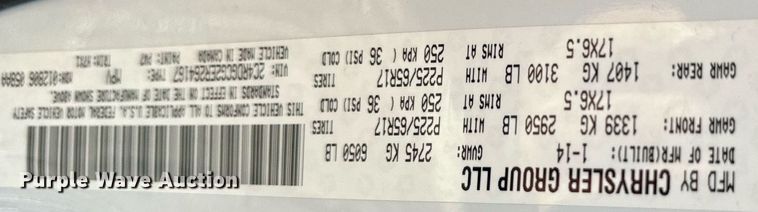 MFD BY CHRYSLER GROUP LLC
DATE OF MFR(BUILT): 1-14 GVWR: 2745 KG 6050 LB
GAWR FRONT: 1339 KG 2950 LB WITH P225/65R17 TIRES
17X6.5 RIMS AT 250 KPA ( 36 PSI) COLD
GAWR REAR: 1407 KG 3100 LB WITH P225/65R17 TIRES
17X6.5 RIMS AT 250 KPA ( 36 PSI) COLD
THIS VEHICLE CONFORMS TO ALL APPLICABLE U.S.A. FEDERAL MOTOR VEHICLE SAFETY
STANDARDS IN EFFECT ON THE DATE OF MANUFACTURE SHOWN ABOVE.
VIN: TYPE: MPV
VEHICLE MADE IN CANADA PAINT: PW7
Purple Wave Auction